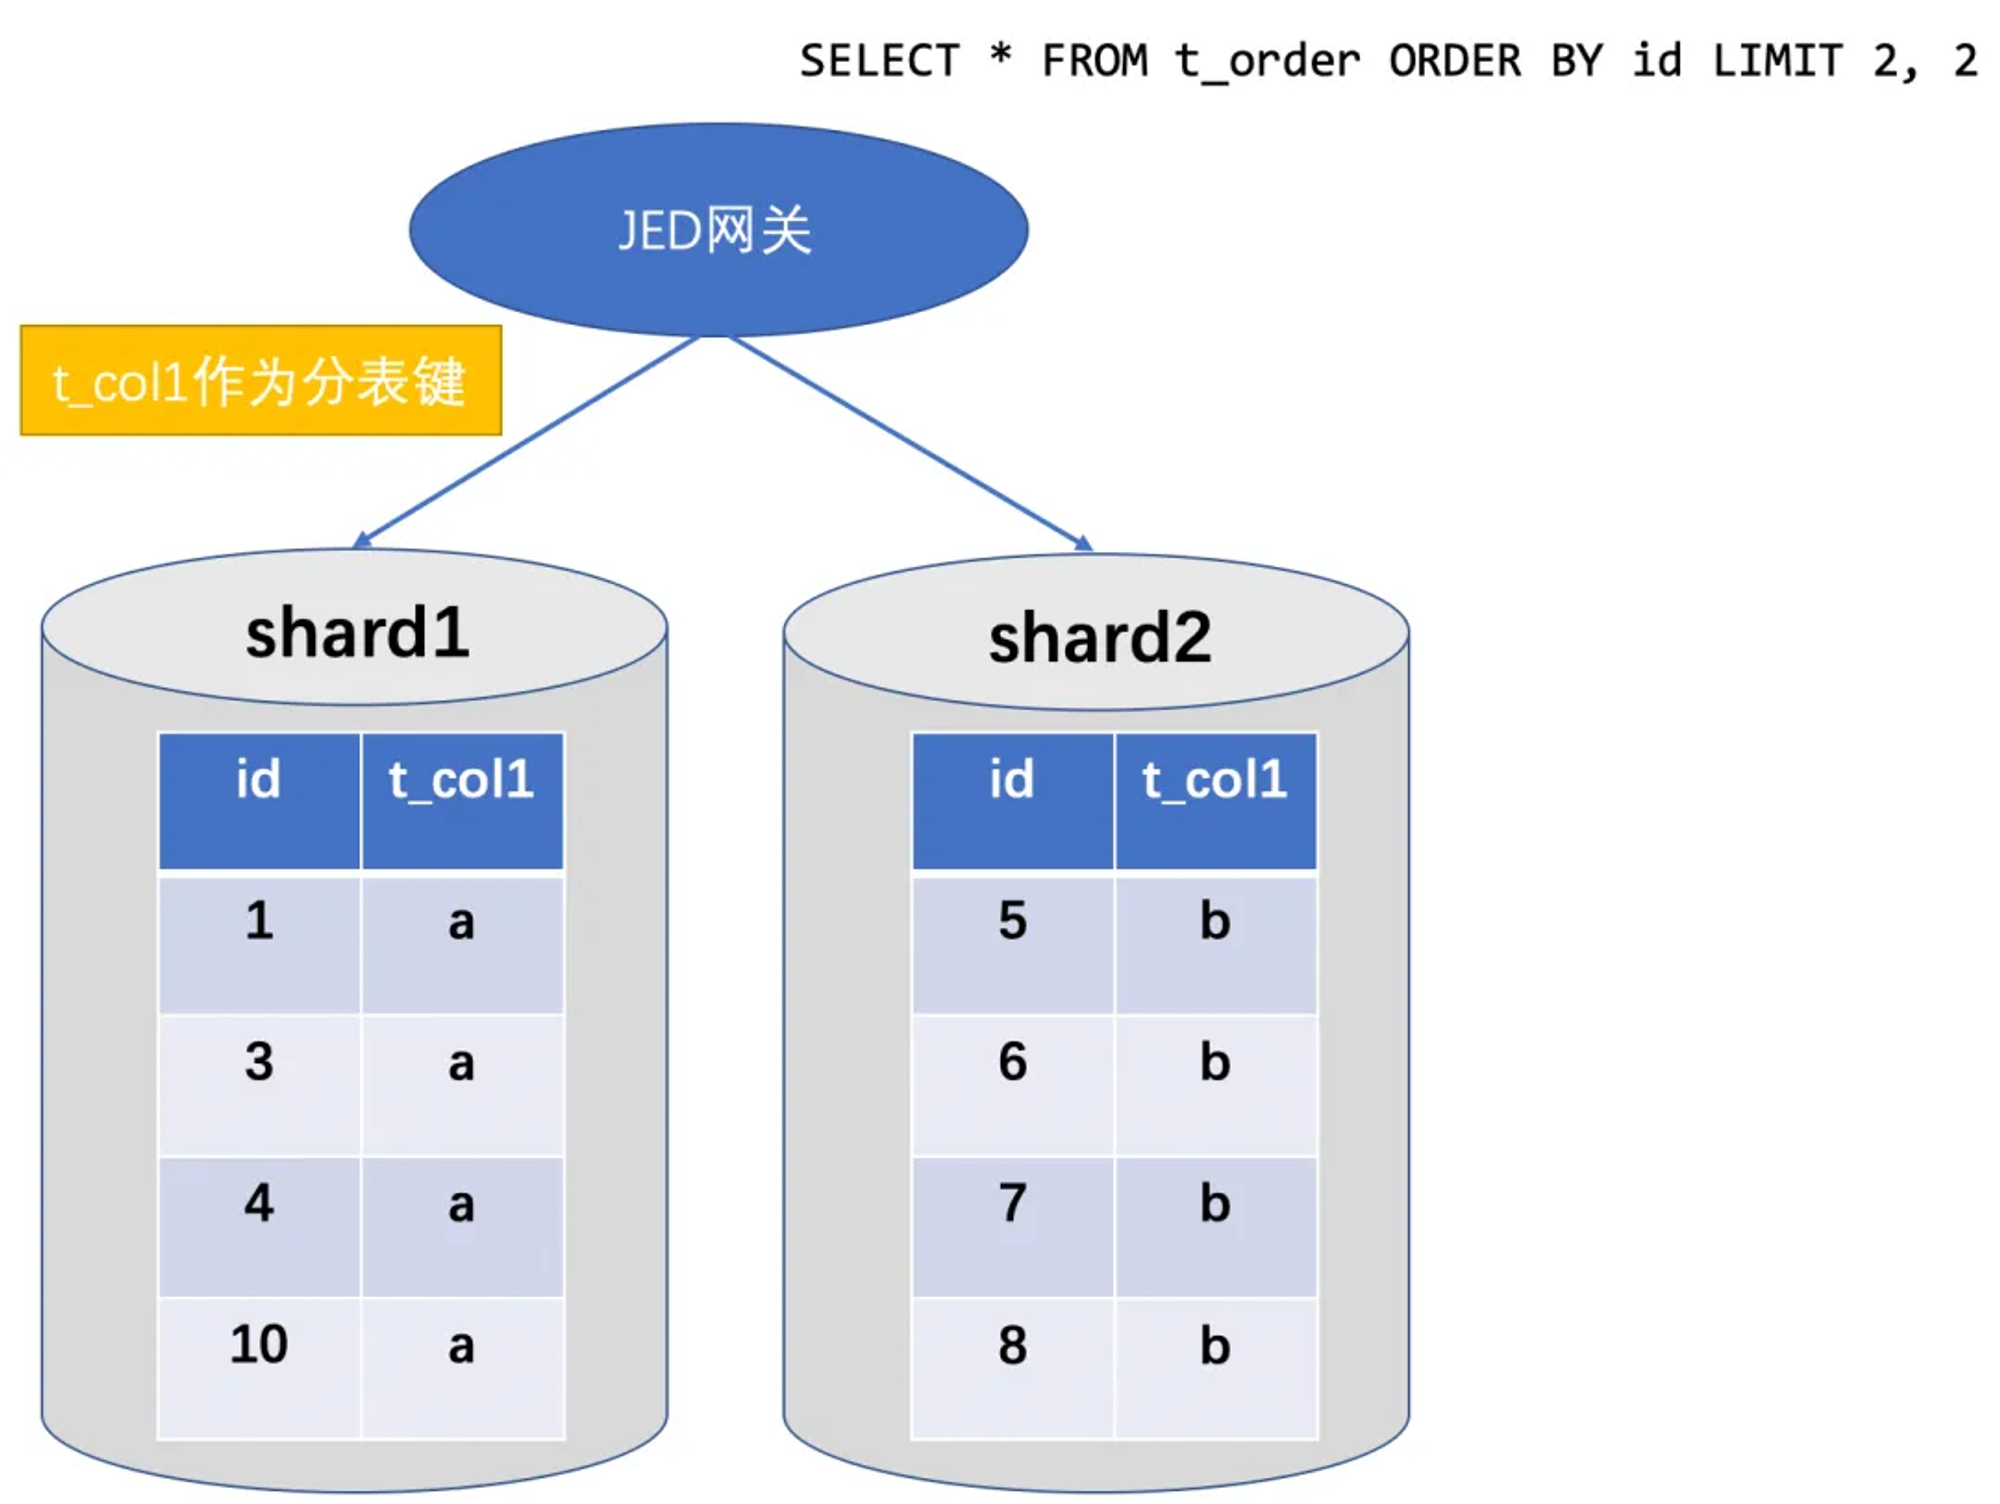 SELECT * FROM t_order ORDER BY id LIMIT 2, 2
JED网关
t_col1作为分表键
shard1
id t_col1
1 a
3 a
4 a
10 a
shard2
id t_col1
5 b
6 b
7 b
8 b